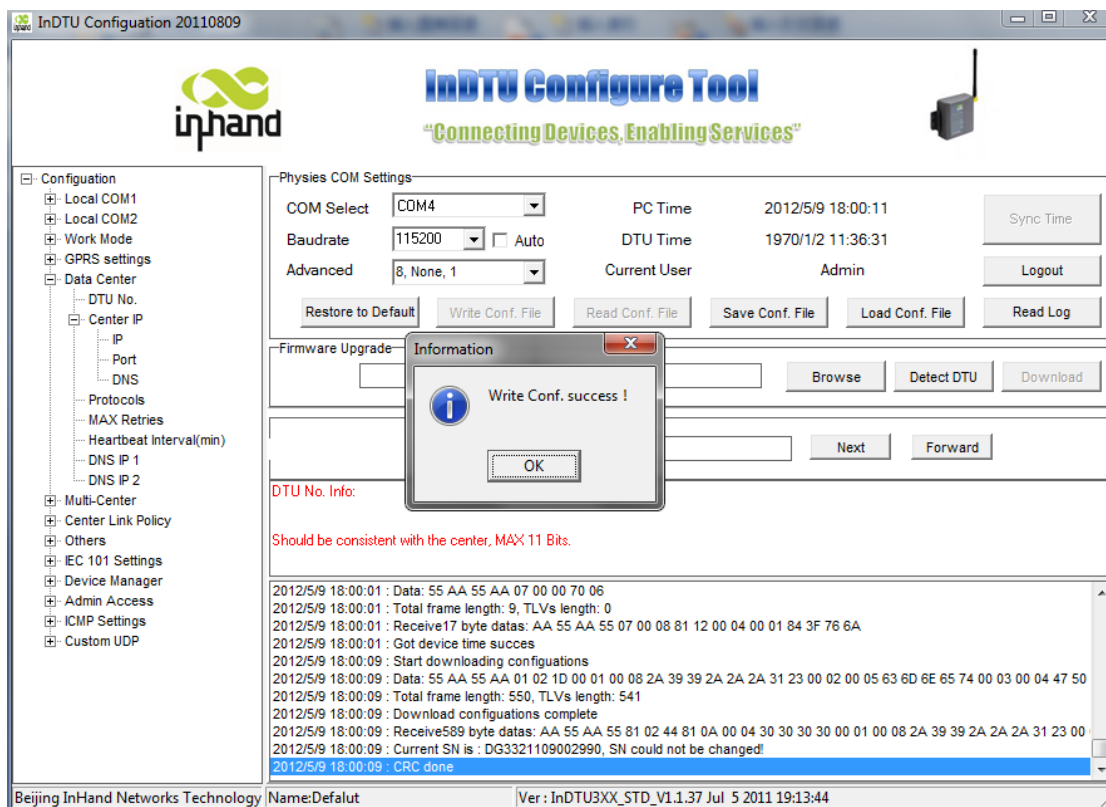 InDTU Configuation 20110809
inhand
InDTU Configure Tool
“Connecting Devices,Enabling Services”
Configuation
Local COM1
Local COM2
Work Mode
GPRS settings
Data Center
DTU No.
Center IP
IP
Port
DNS
Protocols
MAX Retries
Heartbeat Interval(min)
DNS IP 1
DNS IP 2
Multi-Center
Center Link Policy
Others
IEC 101 Settings
Device Manager
Admin Access
ICMP Settings
Custom UDP
Physies COM Settings
COM Select COM4 PC Time 2012/5/9 18:00:11 Sync Time
Baudrate 115200 Auto DTU Time 1970/1/2 11:36:31
Advanced 8, None, 1 Current User Admin Logout
Restore to Default Write Conf. File Read Conf. File Save Conf. File Load Conf. File Read Log
Firmware Upgrade
Browse Detect DTU Download
Information
Write Conf. success !
OK
Next Forward
DTU No. Info:
Should be consistent with the center, MAX 11 Bits.
2012/5/9 18:00:01 : Data: 55 AA 55 AA 07 00 00 70 06
2012/5/9 18:00:01 : Total frame length: 9, TLVs length: 0
2012/5/9 18:00:01 : Receive17 byte datas: AA 55 AA 55 07 00 08 81 12 00 04 00 01 84 3F 76 6A
2012/5/9 18:00:01 : Got device time succes
2012/5/9 18:00:09 : Start downloading configuations
2012/5/9 18:00:09 : Data: 55 AA 55 AA 01 02 1D 00 01 00 08 2A 39 39 2A 2A 2A 31 23 00 02 00 05 63 6D 6E 65 74 00 03 00 04 47 50
2012/5/9 18:00:09 : Total frame length: 550, TLVs length: 541
2012/5/9 18:00:09 : Download configuations complete
2012/5/9 18:00:09 : Receive589 byte datas: AA 55 AA 55 81 02 44 81 0A 00 04 30 30 30 30 00 01 00 08 2A 39 39 2A 2A 2A 31 23 00
2012/5/9 18:00:09 : Current SN is : DG3321109002990, SN could not be changed!
2012/5/9 18:00:09 : CRC done
Beijing InHand Networks Technology Name:Defalut Ver : InDTU3XX_STD_V1.1.37 Jul 5 2011 19:13:44